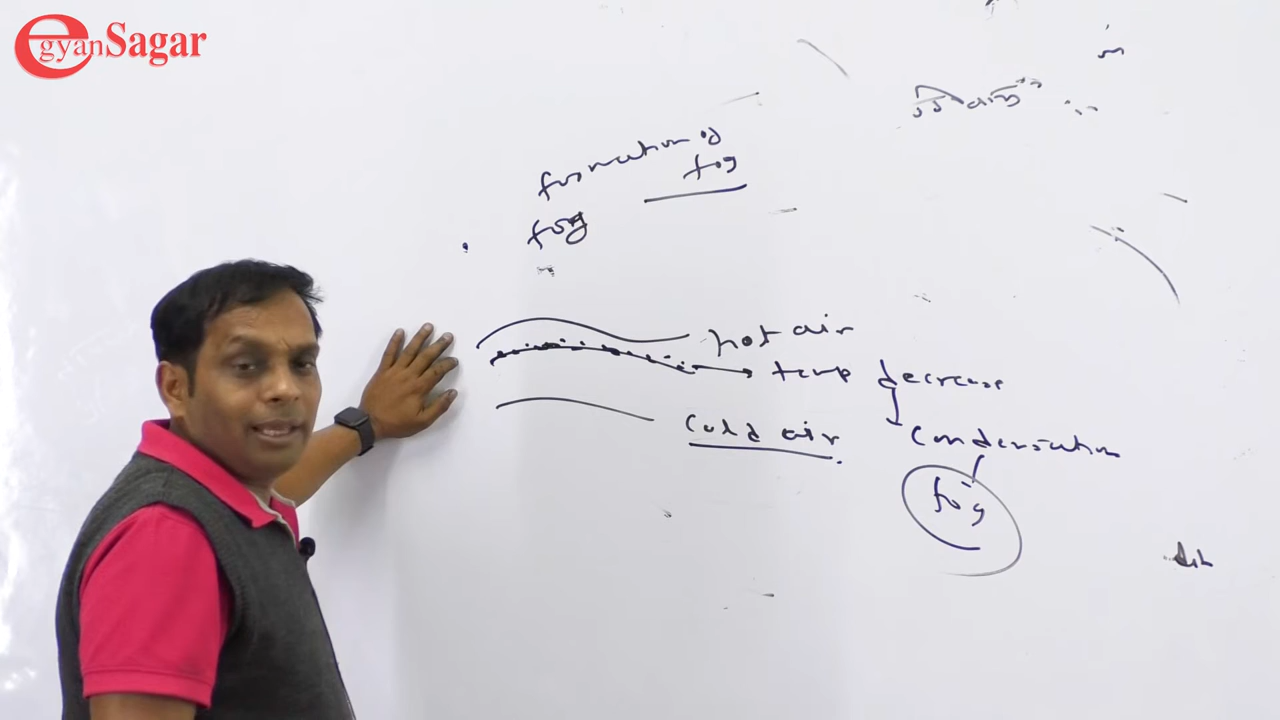 egyanSagar
formation of
fog
fog
hot air
temp decrease
cold air
condensation
fog